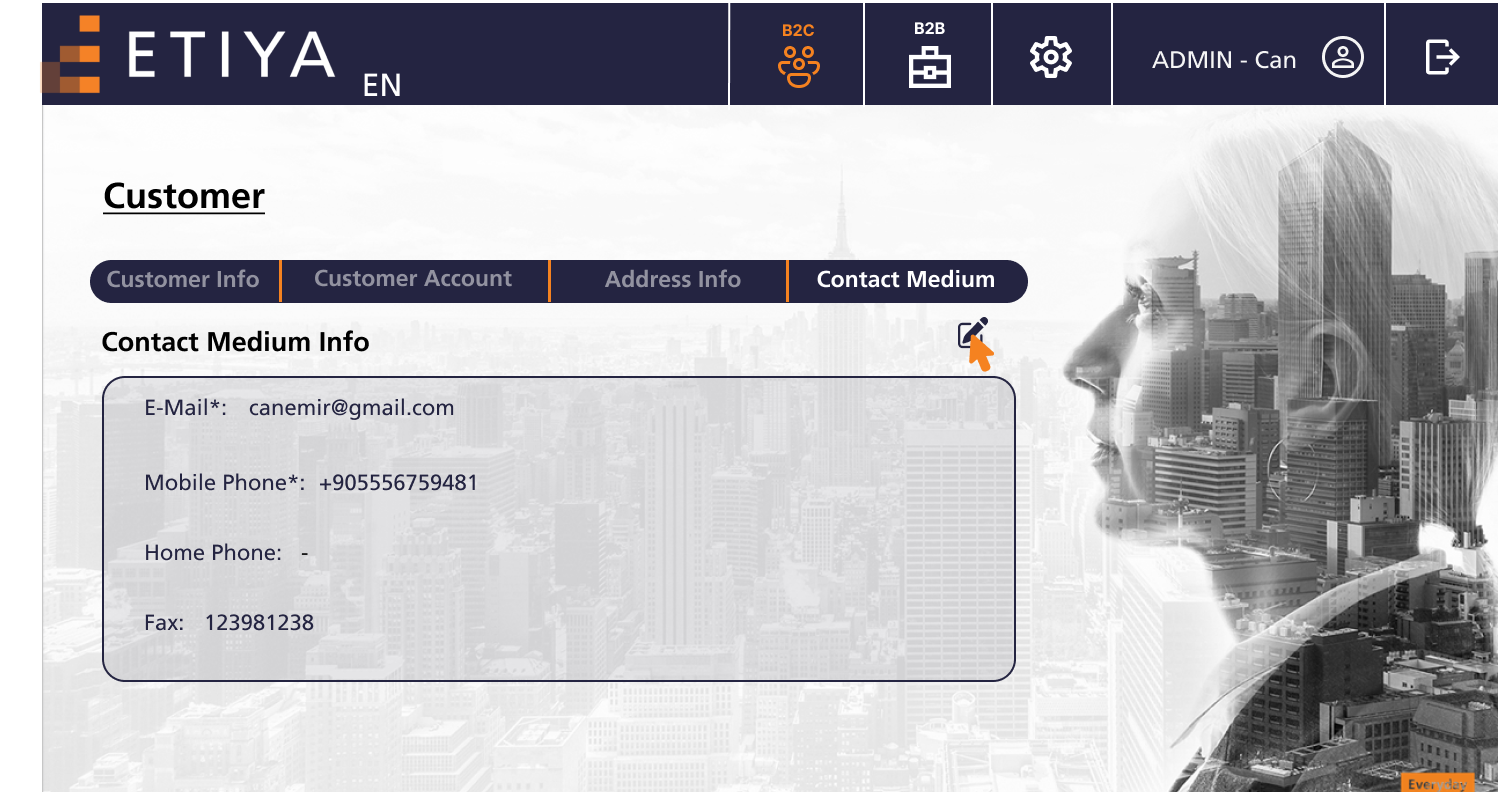 ETIYA
EN
B2C
B2B
ADMIN - Can
Customer
Customer Info
Customer Account
Address Info
Contact Medium
Contact Medium Info
E-Mail*: canemir@gmail.com
Mobile Phone*: +905556759481
Home Phone: -
Fax: 123981238
Everyday